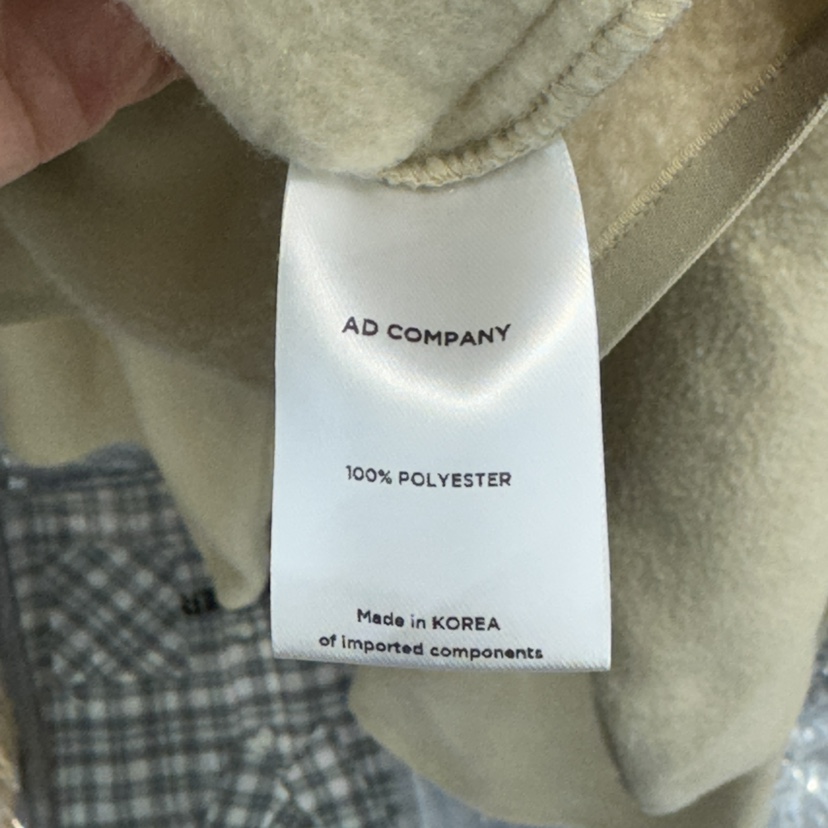 AD COMPANY
100% POLYESTER
Made in KOREA
of imported components